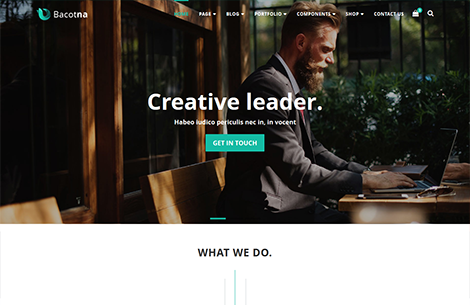 Bacotna
HOME PAGE BLOG PORTFOLIO COMPONENTS SHOP CONTACT US
Creative leader.
Habeo iudico periculis nec in, in vocent
GET IN TOUCH
WHAT WE DO.